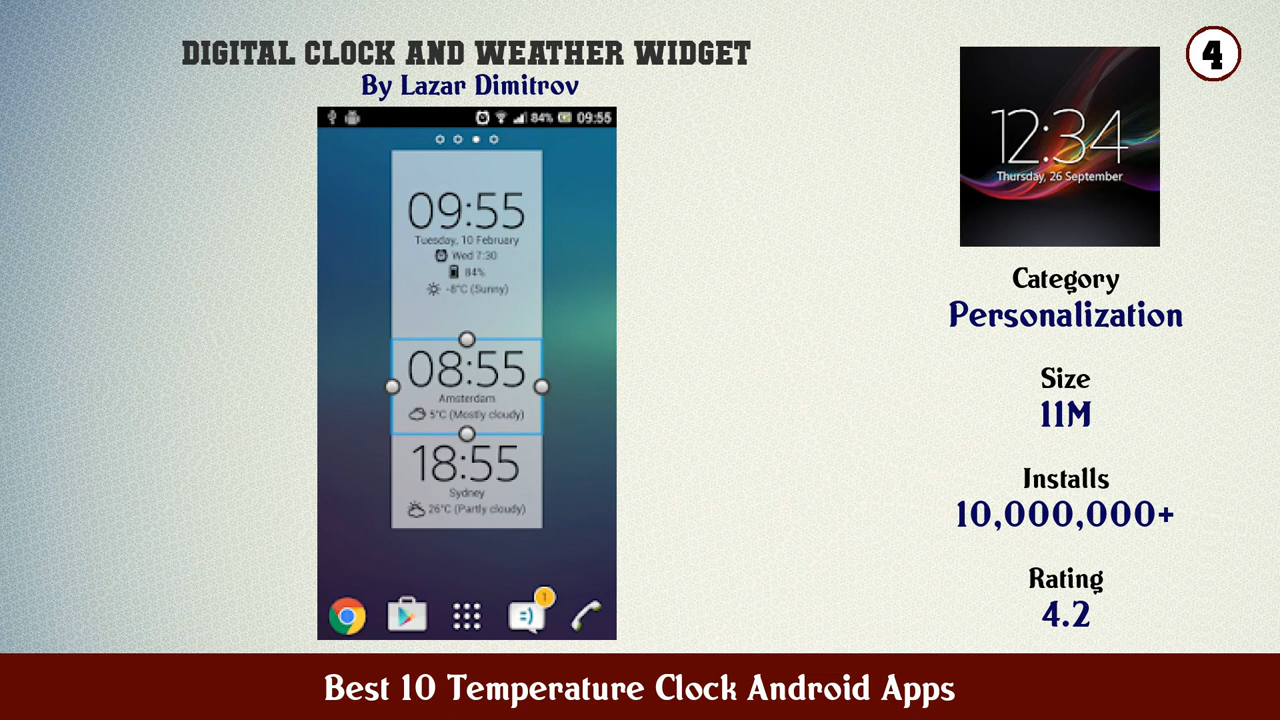 DIGITAL CLOCK AND WEATHER WIDGET
By Lazar Dimitrov
84% 09:55
09:55
Tuesday, 10 February
Wed 7:30
84%
-8°C (Sunny)
08:55
Amsterdam
5°C (Mostly cloudy)
18:55
Sydney
26°C (Partly cloudy)
1
=)
4
12:34
Thursday, 26 September
Category
Personalization
Size
11M
Installs
10,000,000+
Rating
4.2
Best 10 Temperature Clock Android Apps